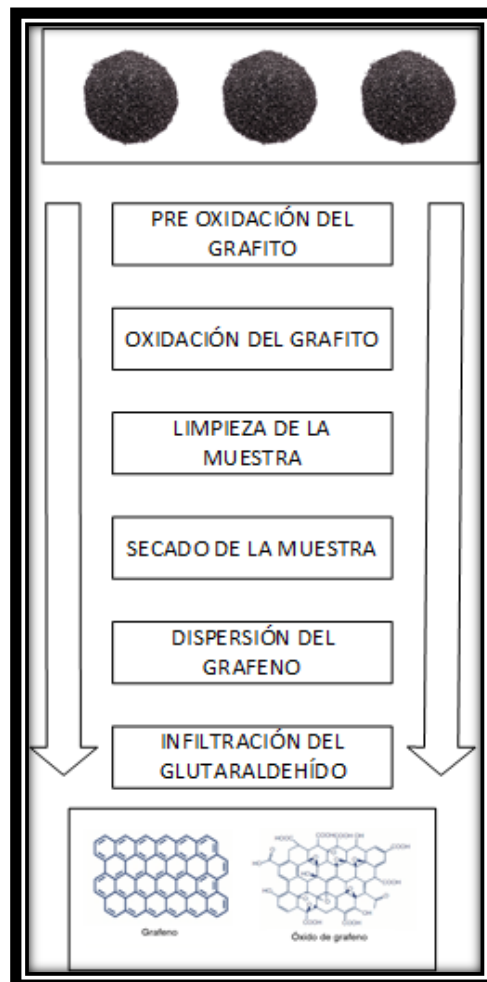 PRE OXIDACIÓN DEL
GRAFITO
OXIDACIÓN DEL GRAFITO
LIMPIEZA DE LA
MUESTRA
SECADO DE LA MUESTRA
DISPERSIÓN DEL
GRAFENO
INFILTRACIÓN DEL
GLUTARALDEHÍDO
Grafeno
Óxido de grafeno